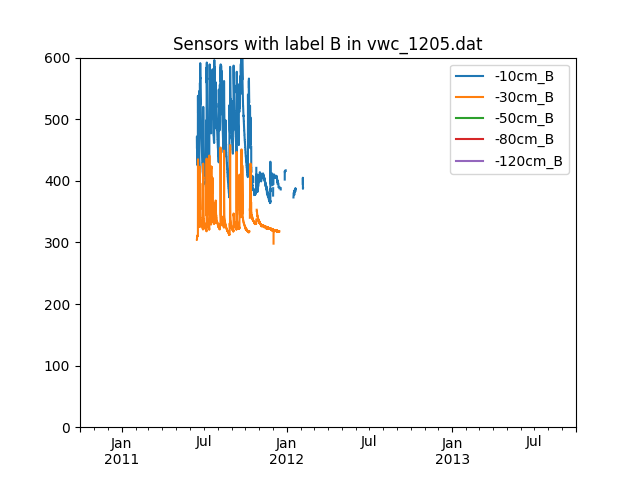 Sensors with label B in vwc_1205.dat
600
500
400
300
200
100
0
-10cm_B
-30cm_B
-50cm_B
-80cm_B
-120cm_B
Jan
2011
Jul
Jan
2012
Jul
Jan
2013
Jul